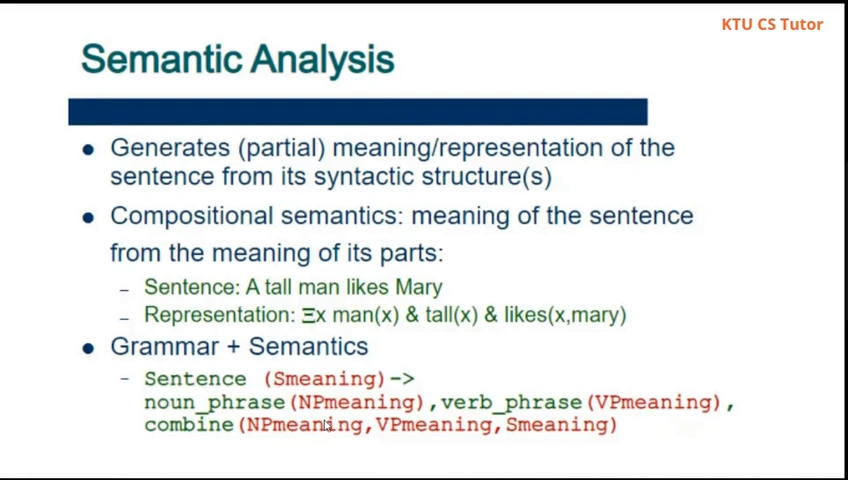 KTU CS Tutor
Semantic Analysis
● Generates (partial) meaning/representation of the
sentence from its syntactic structure(s)
● Compositional semantics: meaning of the sentence
from the meaning of its parts:
– Sentence: A tall man likes Mary
– Representation: Ξx man(x) & tall(x) & likes(x,mary)
● Grammar + Semantics
– Sentence (Smeaning)->
noun_phrase(NPmeaning),verb_phrase(VPmeaning),
combine(NPmeaning,VPmeaning,Smeaning)